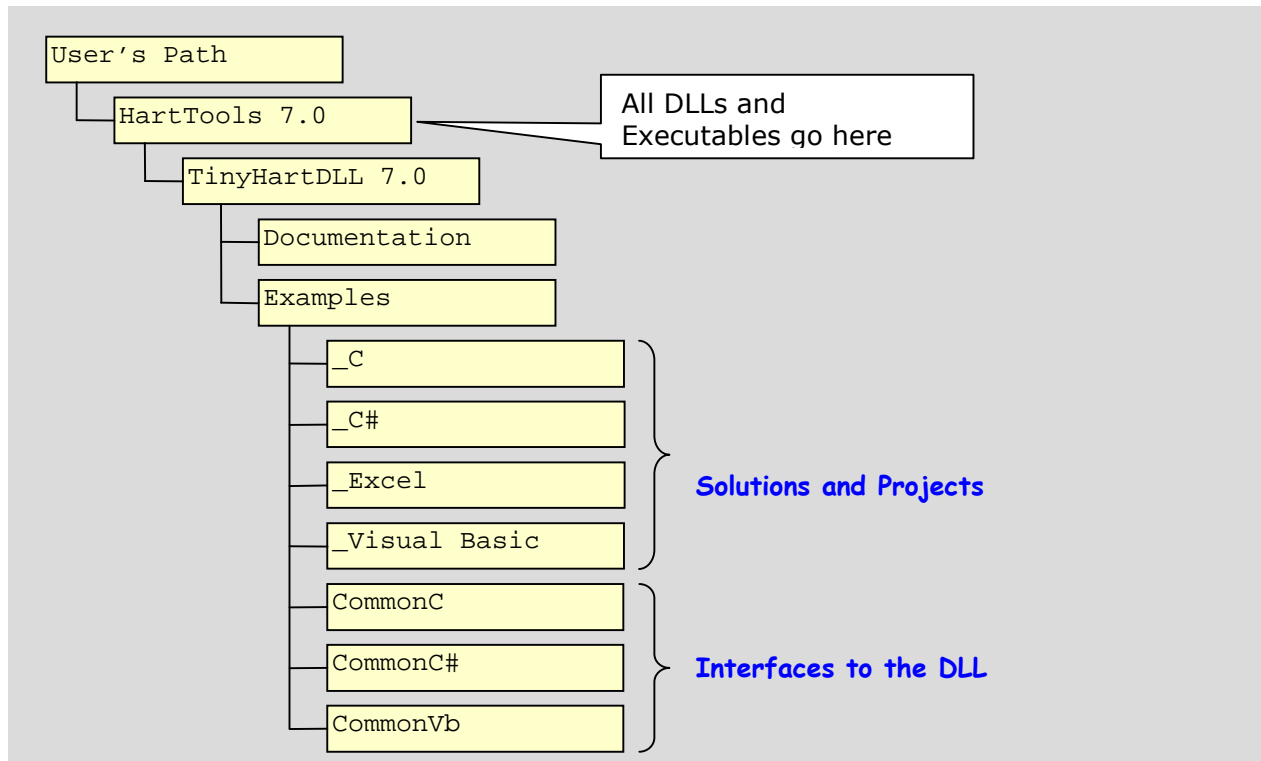 User's Path
HartTools 7.0
All DLLs and
Executables go here
TinyHartDLL 7.0
Documentation
Examples
_C
_C#
_Excel
Solutions and Projects
_Visual Basic
CommonC
CommonC#
Interfaces to the DLL
CommonVb